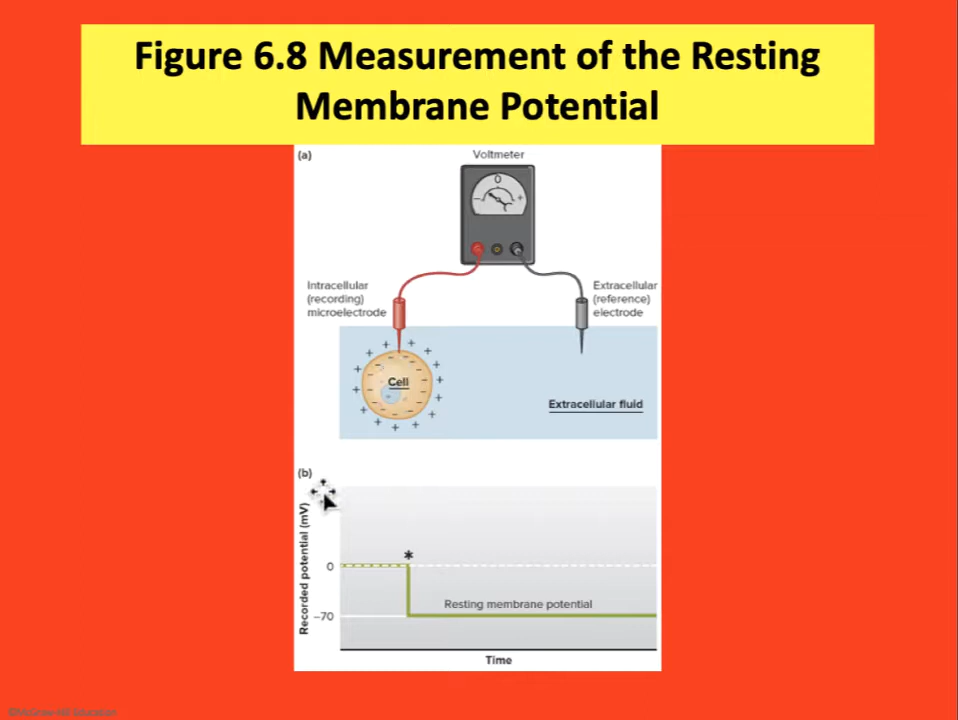 Figure 6.8 Measurement of the Resting
Membrane Potential
(a)
Voltmeter
0
− +
Intracellular
(recording)
microelectrode
Extracellular
(reference)
electrode
Cell
Extracellular fluid
(b)
Recorded potential (mV)
*
0
Resting membrane potential
−70
Time
©McGraw-Hill Education